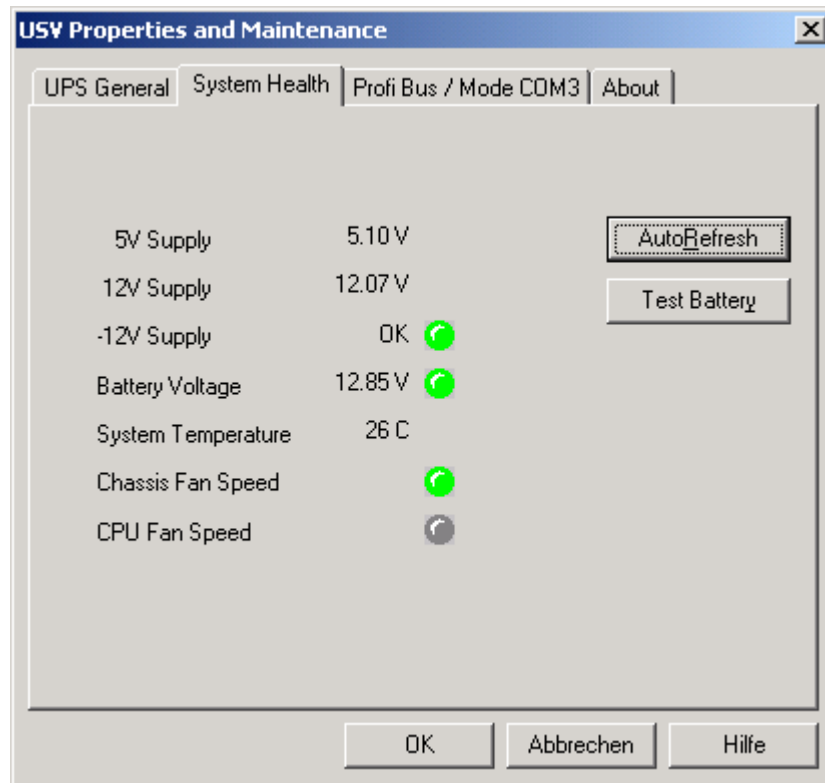 USV Properties and Maintenance
UPS General System Health Profi Bus / Mode COM3 About
5V Supply 5.10 V AutoRefresh
12V Supply 12.07 V Test Battery
-12V Supply OK
Battery Voltage 12.85 V
System Temperature 26 C
Chassis Fan Speed
CPU Fan Speed
OK Abbrechen Hilfe